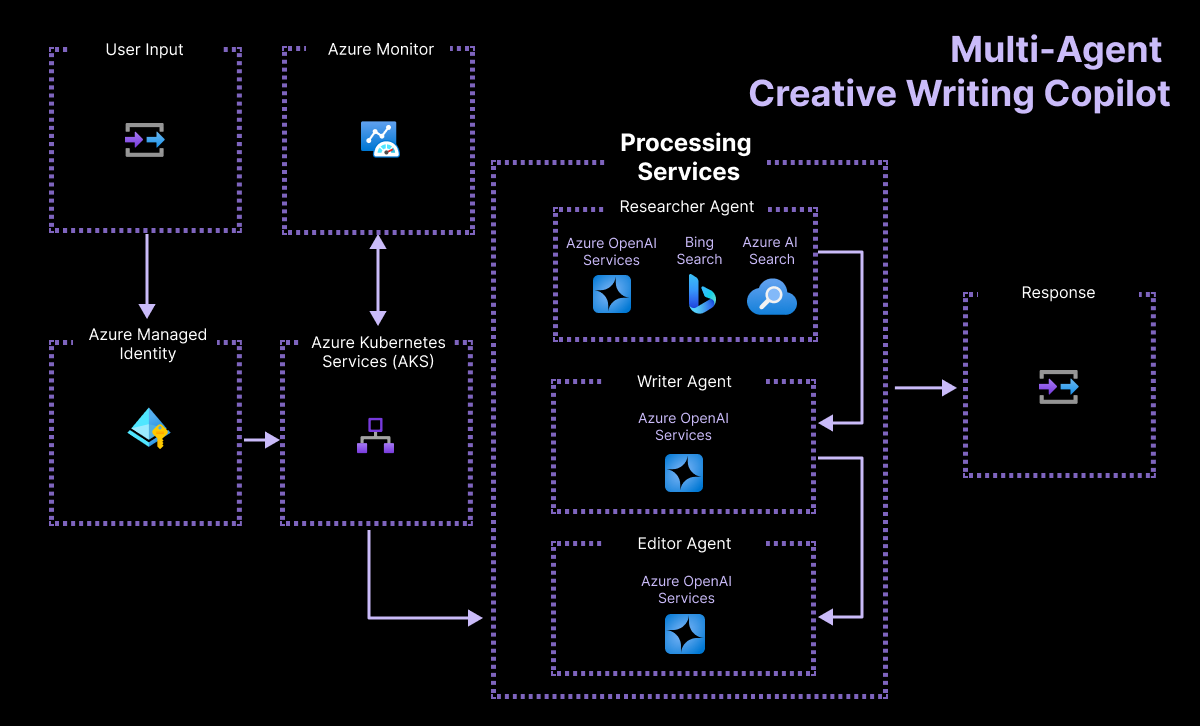 Multi-Agent
Creative Writing Copilot
User Input
Azure Monitor
Azure Managed
Identity
Azure Kubernetes
Services (AKS)
Processing
Services
Researcher Agent
Azure OpenAI
Services
Bing
Search
Azure AI
Search
Writer Agent
Azure OpenAI
Services
Editor Agent
Azure OpenAI
Services
Response